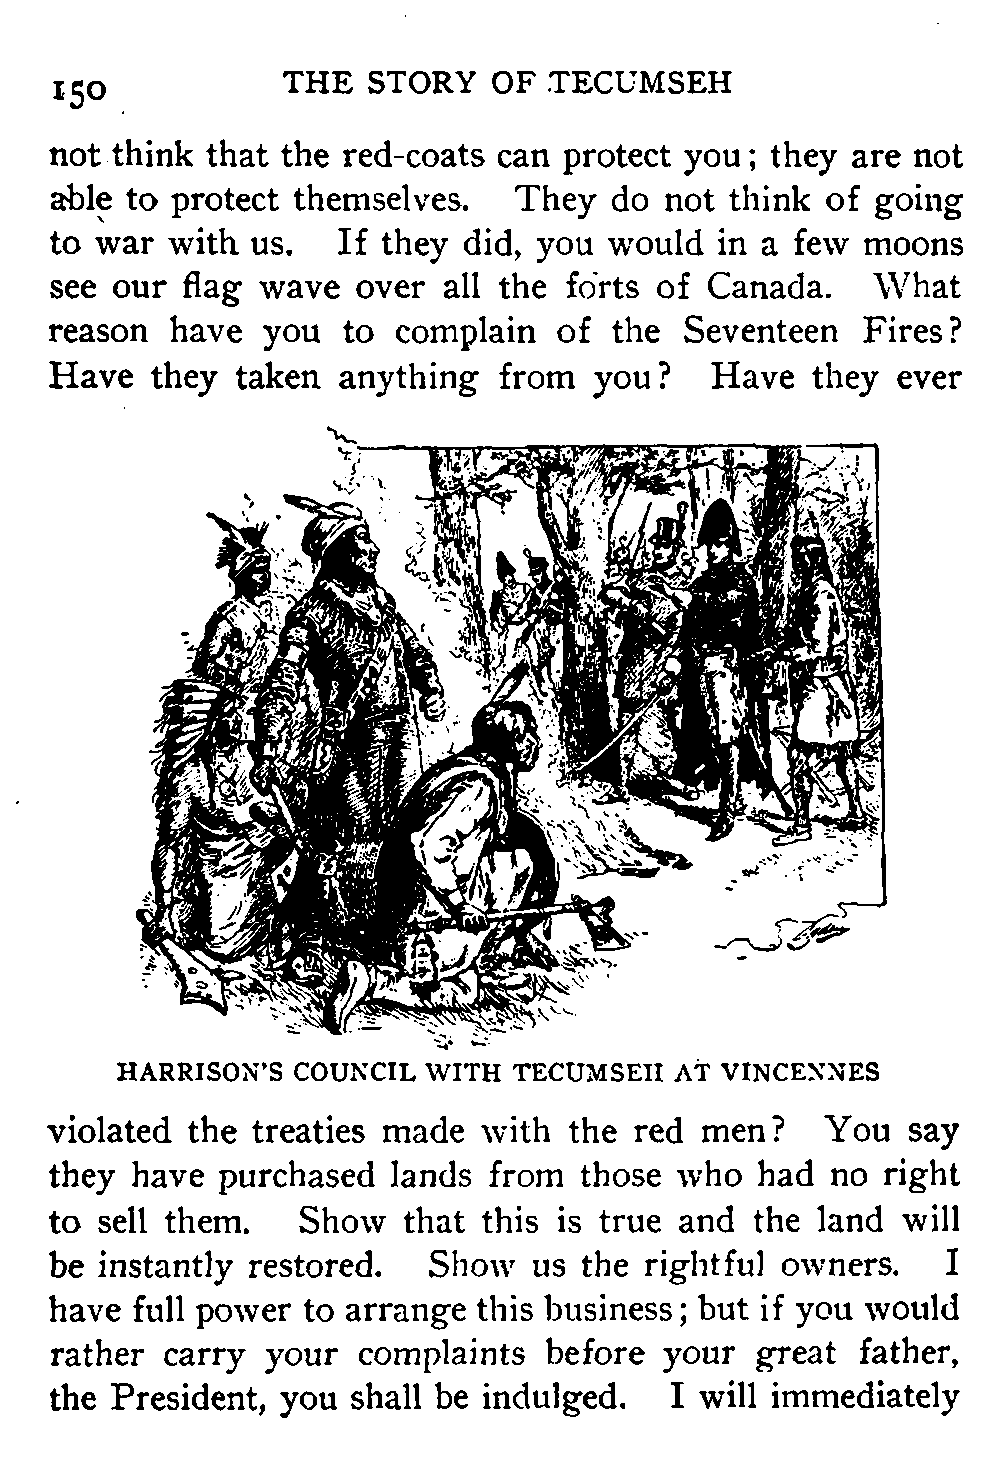 150 THE STORY OF TECUMSEH
not think that the red-coats can protect you; they are not
able to protect themselves. They do not think of going
to war with us. If they did, you would in a few moons
see our flag wave over all the forts of Canada. What
reason have you to complain of the Seventeen Fires?
Have they taken anything from you? Have they ever
HARRISON'S COUNCIL WITH TECUMSEH AT VINCENNES
violated the treaties made with the red men? You say
they have purchased lands from those who had no right
to sell them. Show that this is true and the land will
be instantly restored. Show us the rightful owners. I
have full power to arrange this business; but if you would
rather carry your complaints before your great father,
the President, you shall be indulged. I will immediately